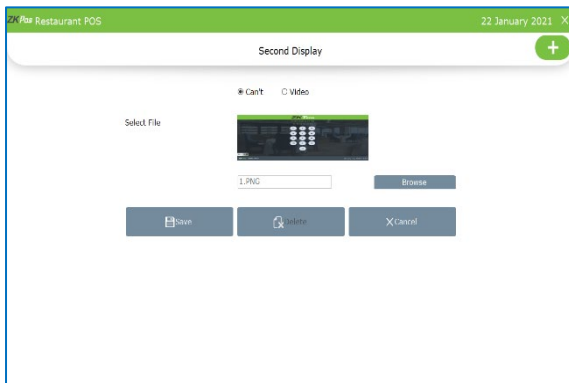 ZKPos Restaurant POS
22 January 2021 X
Second Display
+
Can't
Video
Select File
1.PNG
Browse
Save
Delete
Cancel